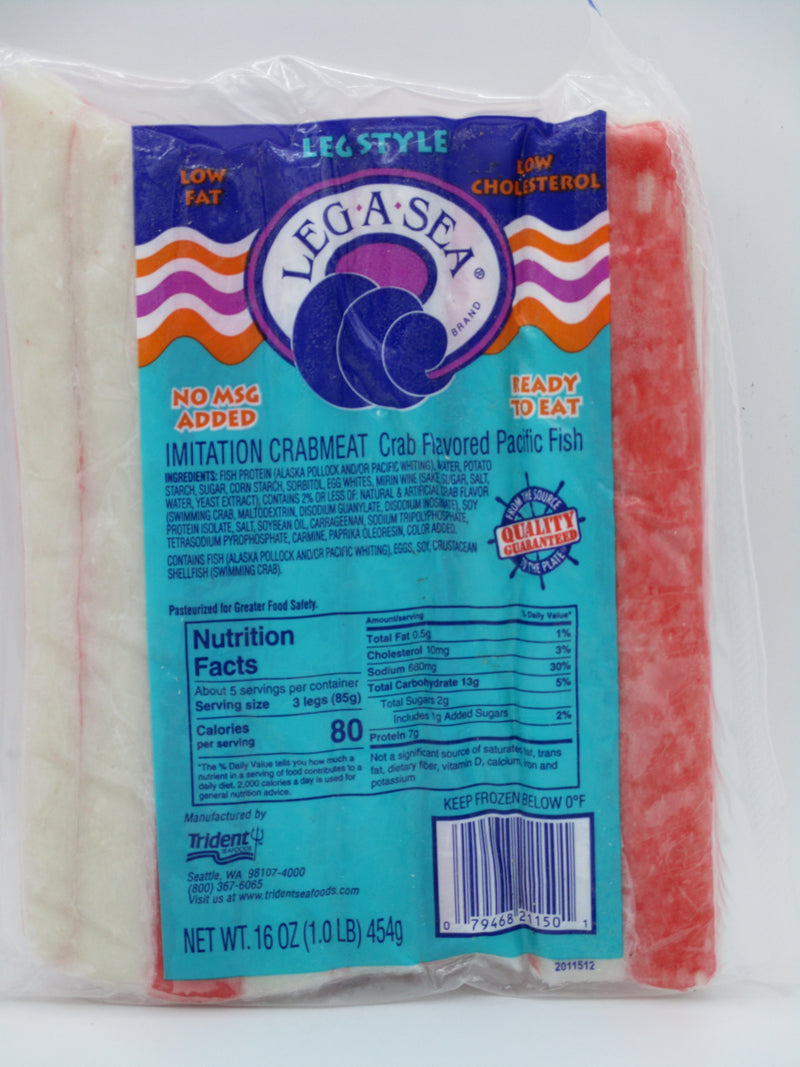 LEG STYLE
LOW
FAT
LOW
CHOLESTEROL
LEG·A·SEA®
BRAND
NO MSG
ADDED
READY
TO EAT
IMITATION CRABMEAT Crab Flavored Pacific Fish
INGREDIENTS: FISH PROTEIN (ALASKA POLLOCK AND/OR PACIFIC WHITING), WATER, POTATO
STARCH, SUGAR, CORN STARCH, SORBITOL, EGG WHITES, MIRIN WINE (SAKE, SUGAR, SALT,
WATER, YEAST EXTRACT), CONTAINS 2% OR LESS OF: NATURAL & ARTIFICIAL CRAB FLAVOR
(SWIMMING CRAB, MALTODEXTRIN, DISODIUM GUANYLATE, DISODIUM INOSINATE), SOY
PROTEIN ISOLATE, SALT, SOYBEAN OIL, CARRAGEENAN, SODIUM TRIPOLYPHOSPHATE,
TETRASODIUM PYROPHOSPHATE, CARMINE, PAPRIKA OLEORESIN, COLOR ADDED.
CONTAINS FISH (ALASKA POLLOCK AND/OR PACIFIC WHITING), EGGS, SOY, CRUSTACEAN
SHELLFISH (SWIMMING CRAB).
FROM THE SOURCE
QUALITY
GUARANTEED
TO THE PLATE
Pasteurized for Greater Food Safety.
Nutrition
Facts
About 5 servings per container
Serving size 3 legs (85g)
Calories
per serving 80
*The % Daily Value tells you how much a
nutrient in a serving of food contributes to a
daily diet. 2,000 calories a day is used for
general nutrition advice.
Amount/serving % Daily Value*
Total Fat 0.5g 1%
Cholesterol 10mg 3%
Sodium 680mg 30%
Total Carbohydrate 13g 5%
Total Sugars 2g
Includes 1g Added Sugars 2%
Protein 7g
Not a significant source of saturated fat, trans
fat, dietary fiber, vitamin D, calcium, iron and
potassium
KEEP FROZEN BELOW 0°F
Manufactured by
Trident
SEAFOODS
Seattle, WA 98107-4000
(800) 367-6065
Visit us at www.tridentseafoods.com
NET WT. 16 OZ (1.0 LB) 454g
0 79468 21150 1
2011512